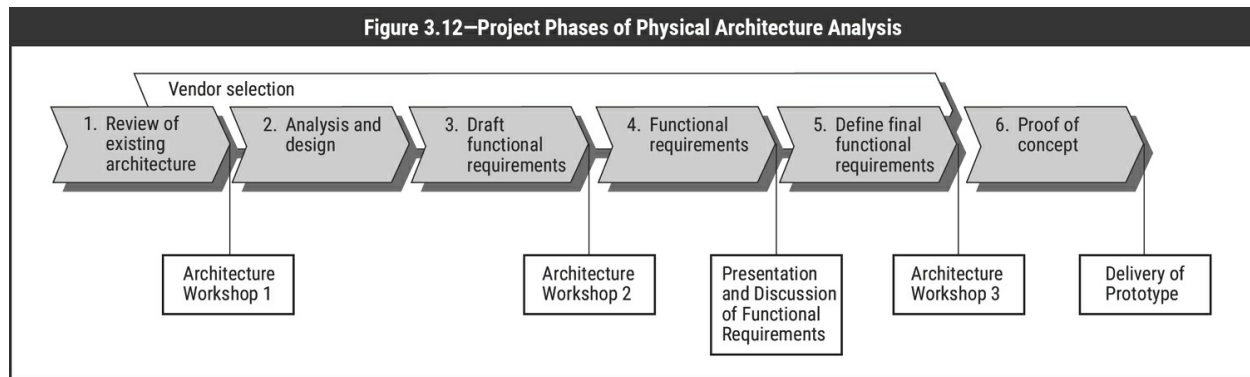 Figure 3.12—Project Phases of Physical Architecture Analysis
Vendor selection
1. Review of
existing
architecture
2. Analysis and
design
3. Draft
functional
requirements
4. Functional
requirements
5. Define final
functional
requirements
6. Proof of
concept
Architecture
Workshop 1
Architecture
Workshop 2
Presentation
and Discussion
of Functional
Requirements
Architecture
Workshop 3
Delivery of
Prototype